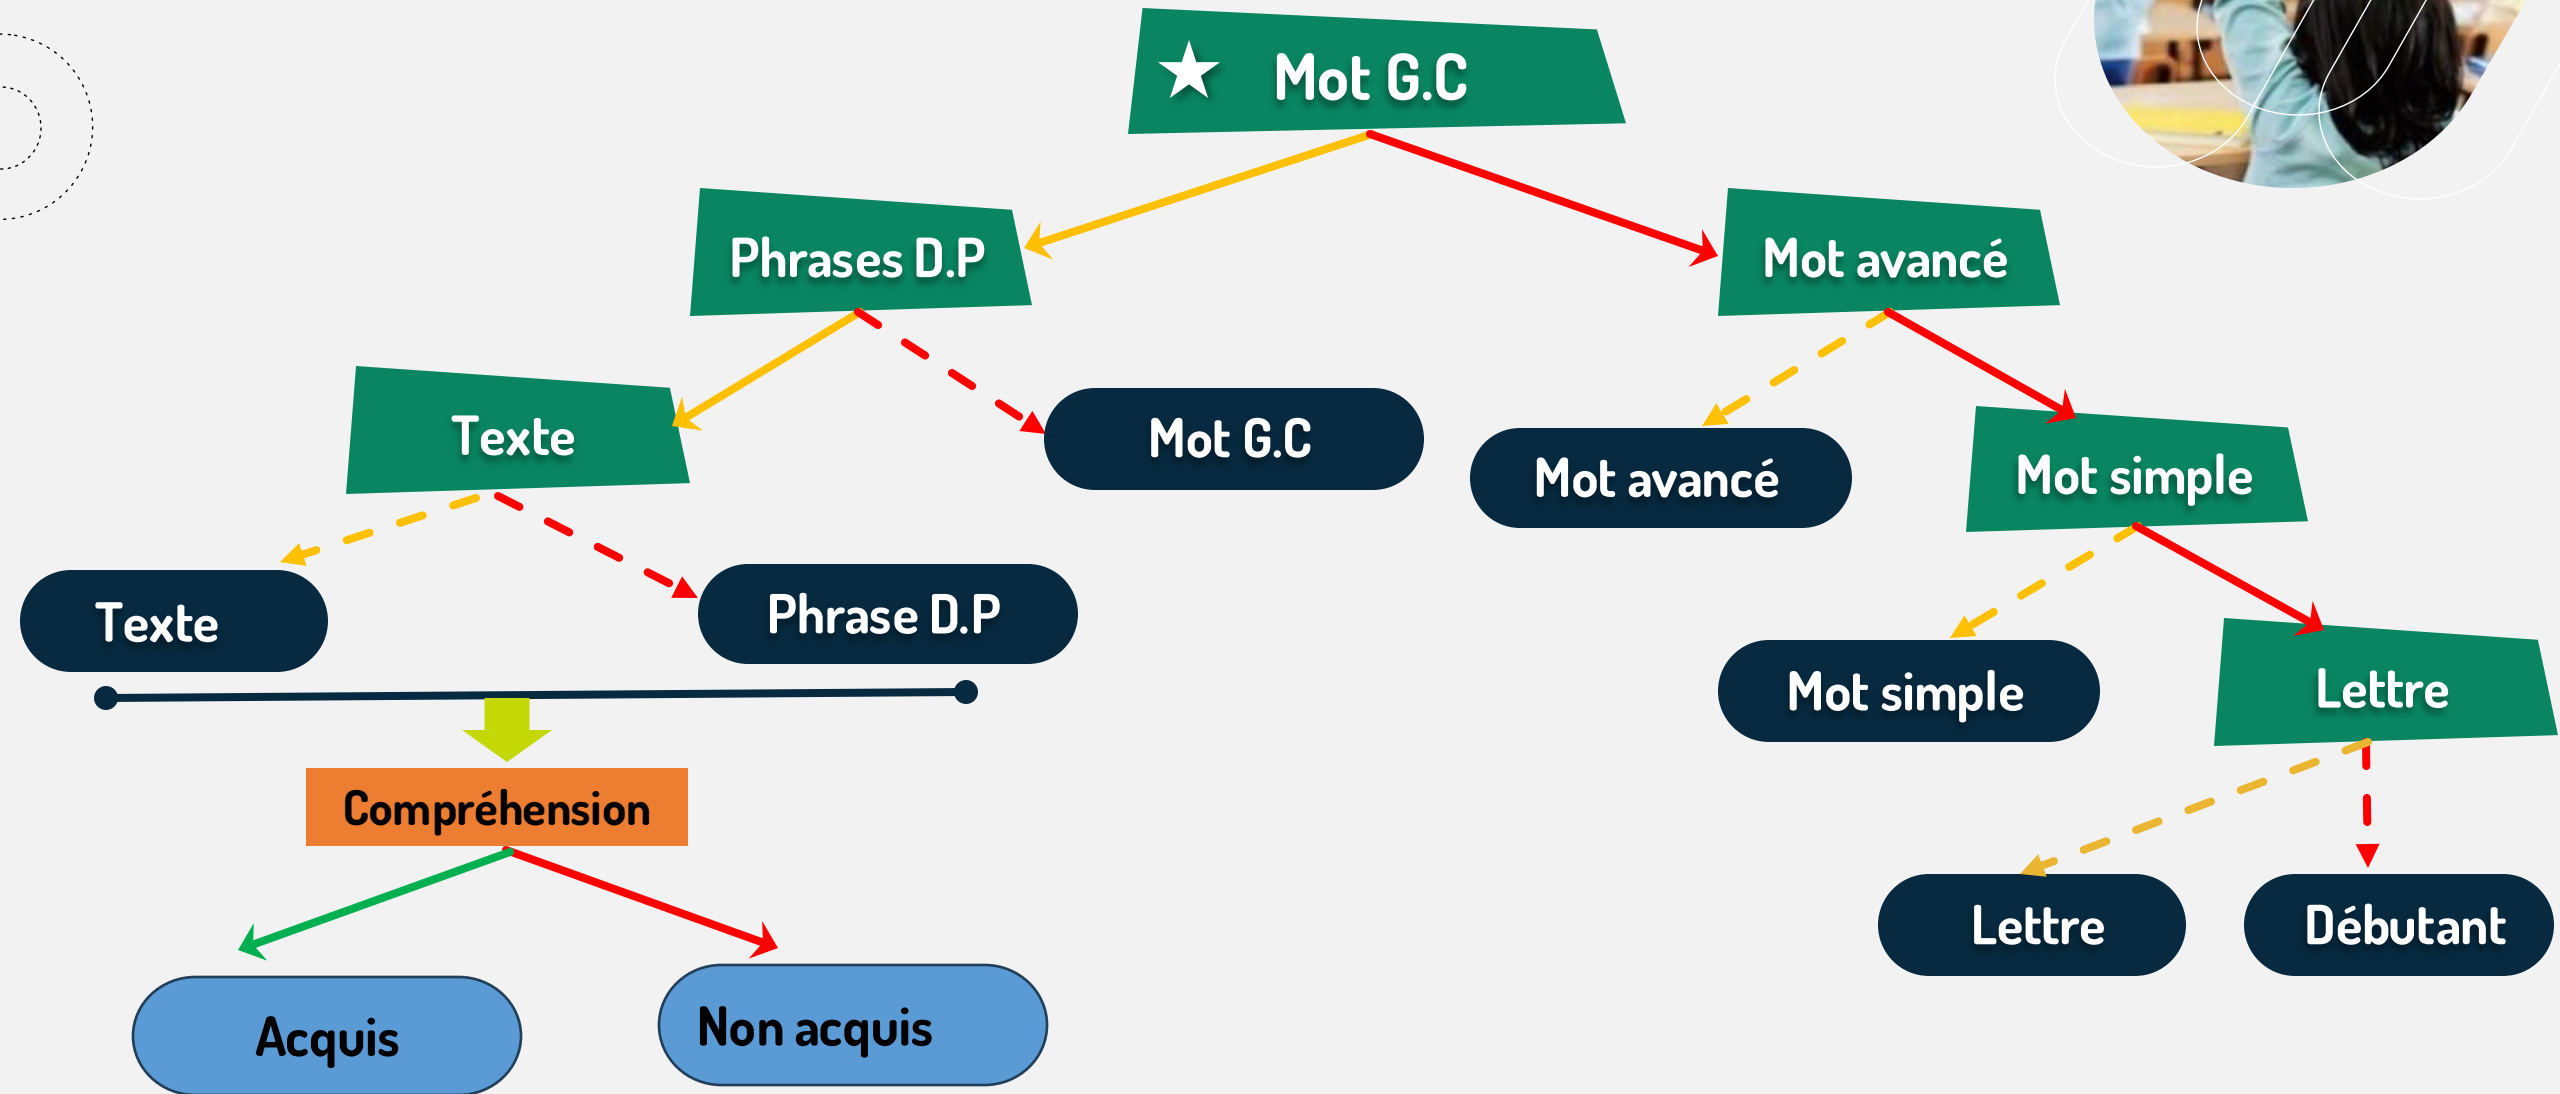 Mot G.C
Phrases D.P
Mot avancé
Texte
Mot G.C
Mot avancé
Mot simple
Texte
Phrase D.P
Mot simple
Lettre
Compréhension
Lettre
Débutant
Acquis
Non acquis